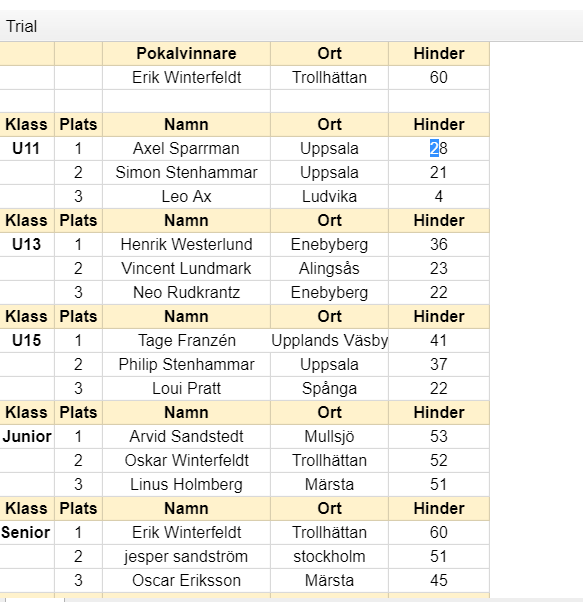 Trial
Pokalvinnare Ort Hinder
Erik Winterfeldt Trollhättan 60
Klass Plats Namn Ort Hinder
U11 1 Axel Sparrman Uppsala 28
2 Simon Stenhammar Uppsala 21
3 Leo Ax Ludvika 4
Klass Plats Namn Ort Hinder
U13 1 Henrik Westerlund Enebyberg 36
2 Vincent Lundmark Alingsås 23
3 Neo Rudkrantz Enebyberg 22
Klass Plats Namn Ort Hinder
U15 1 Tage Franzén Upplands Väsby 41
2 Philip Stenhammar Uppsala 37
3 Loui Pratt Spånga 22
Klass Plats Namn Ort Hinder
Junior 1 Arvid Sandstedt Mullsjö 53
2 Oskar Winterfeldt Trollhättan 52
3 Linus Holmberg Märsta 51
Klass Plats Namn Ort Hinder
Senior 1 Erik Winterfeldt Trollhättan 60
2 jesper sandström stockholm 51
3 Oscar Eriksson Märsta 45